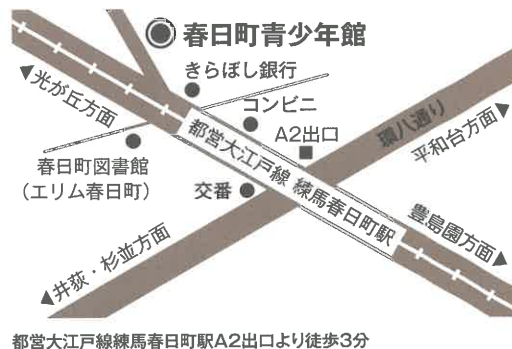 春日町青少年館
きらぼし銀行
光が丘方面
コンビニ
A2出口
環八通り
平和台方面
春日町図書館
(エリム春日町)
都営大江戸線 練馬春日町駅
交番
豊島園方面
井荻・杉並方面
都営大江戸線練馬春日町駅A2出口より徒歩3分